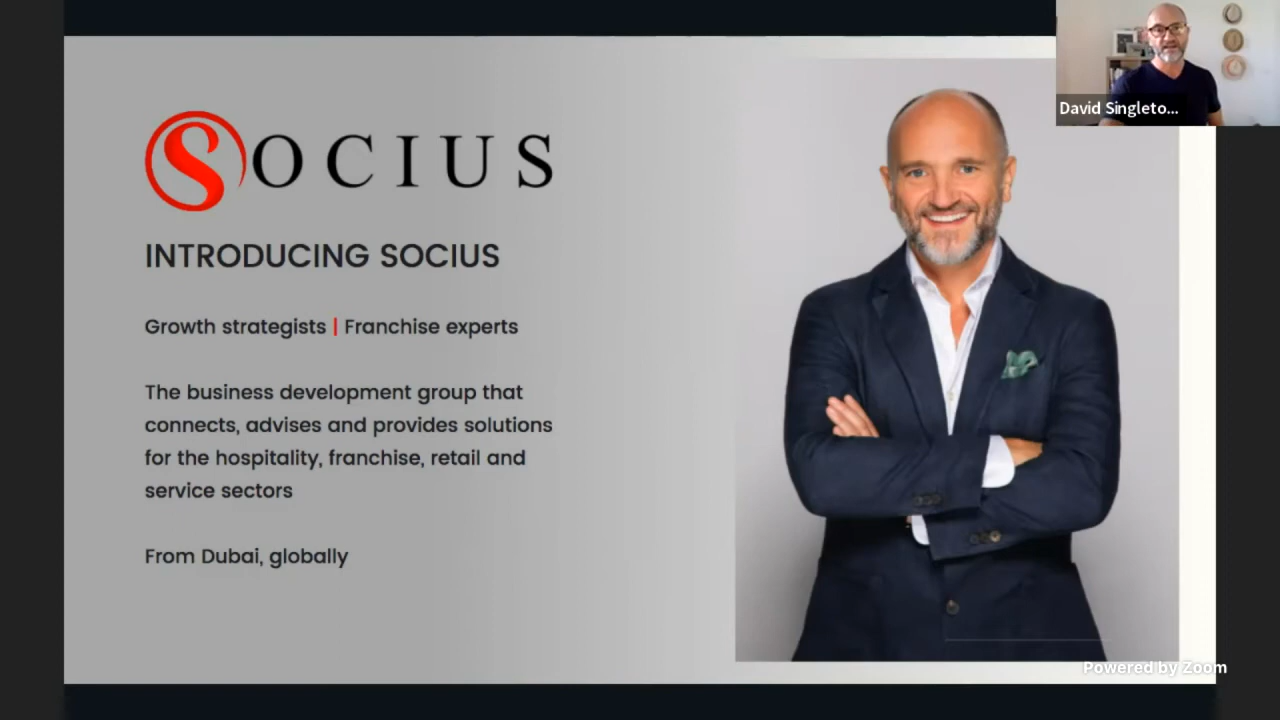 SOCIUS
INTRODUCING SOCIUS
Growth strategists | Franchise experts
The business development group that
connects, advises and provides solutions
for the hospitality, franchise, retail and
service sectors
From Dubai, globally
David Singleto...
Powered by Zoom